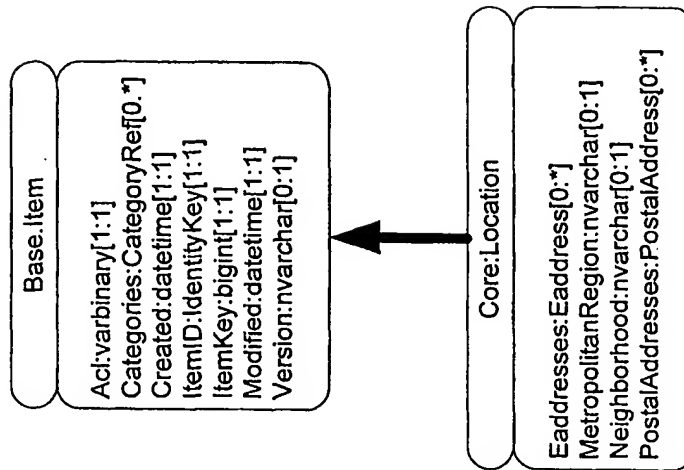 Base.Item
Acl:varbinary[1:1]
Categories:CategoryRef[0.*]
Created:datetime[1:1]
ItemID:IdentityKey[1:1]
ItemKey:bigint[1:1]
Modified:datetime[1:1]
Version:nvarchar[0:1]
Core:Location
Eaddresses:Eaddress[0:*]
MetropolitanRegion:nvarchar[0:1]
Neighborhood:nvarchar[0:1]
PostalAddresses:PostalAddress[0:*]